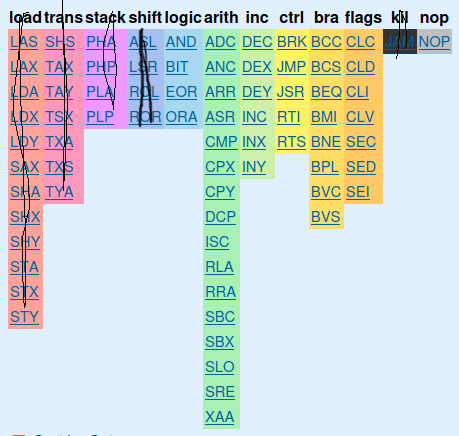 load trans stack shift logic arith inc ctrl bra flags kil nop
LAS SHS PHA ASL AND ADC DEC BRK BCC CLC JAM NOP
LAX TAX PHP LSR BIT ANC DEX JMP BCS CLD
LDA TAY PLA ROL EOR ARR DEY JSR BEQ CLI
LDX TSX PLP ROR ORA ASR INC RTI BMI CLV
LDY TXA CMP INX RTS BNE SEC
SAX TXS CPX INY BPL SED
SHA TYA CPY BVC SEI
SHX DCP BVS
SHY ISC
STA RLA
STX RRA
STY SBC
SBX
SLO
SRE
XAA